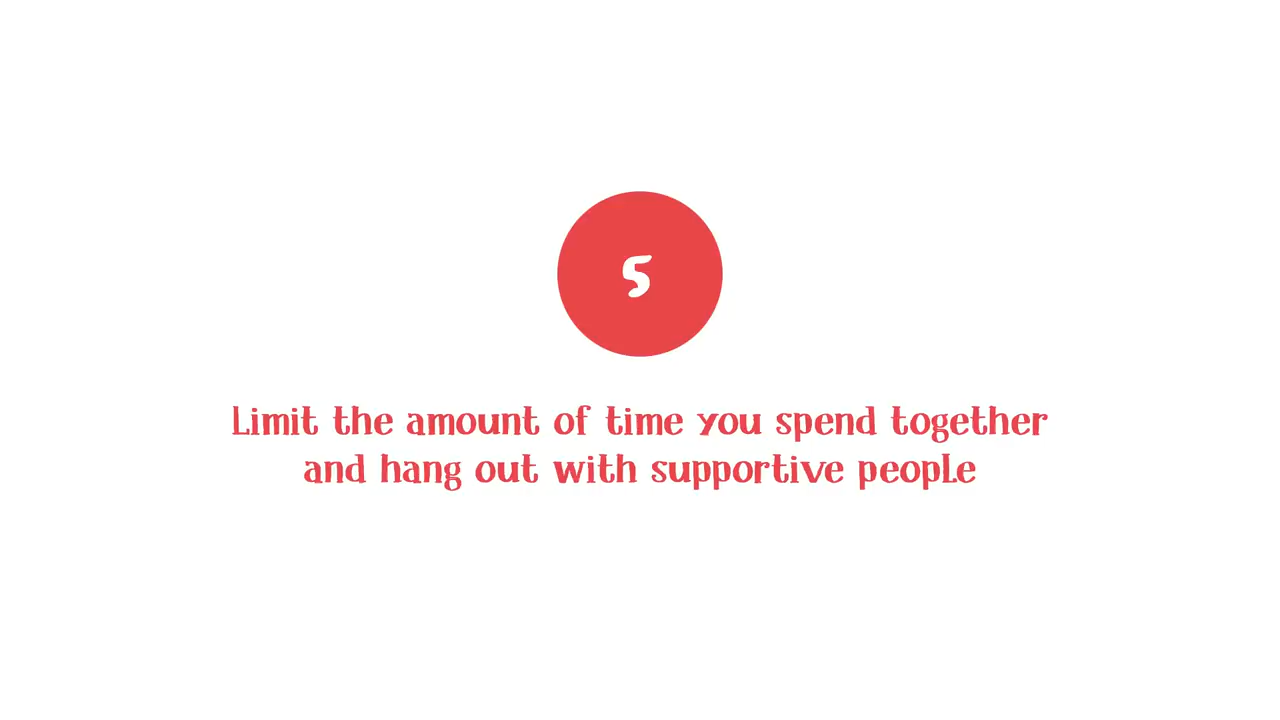 5
Limit the amount of time you spend together
and hang out with supportive people